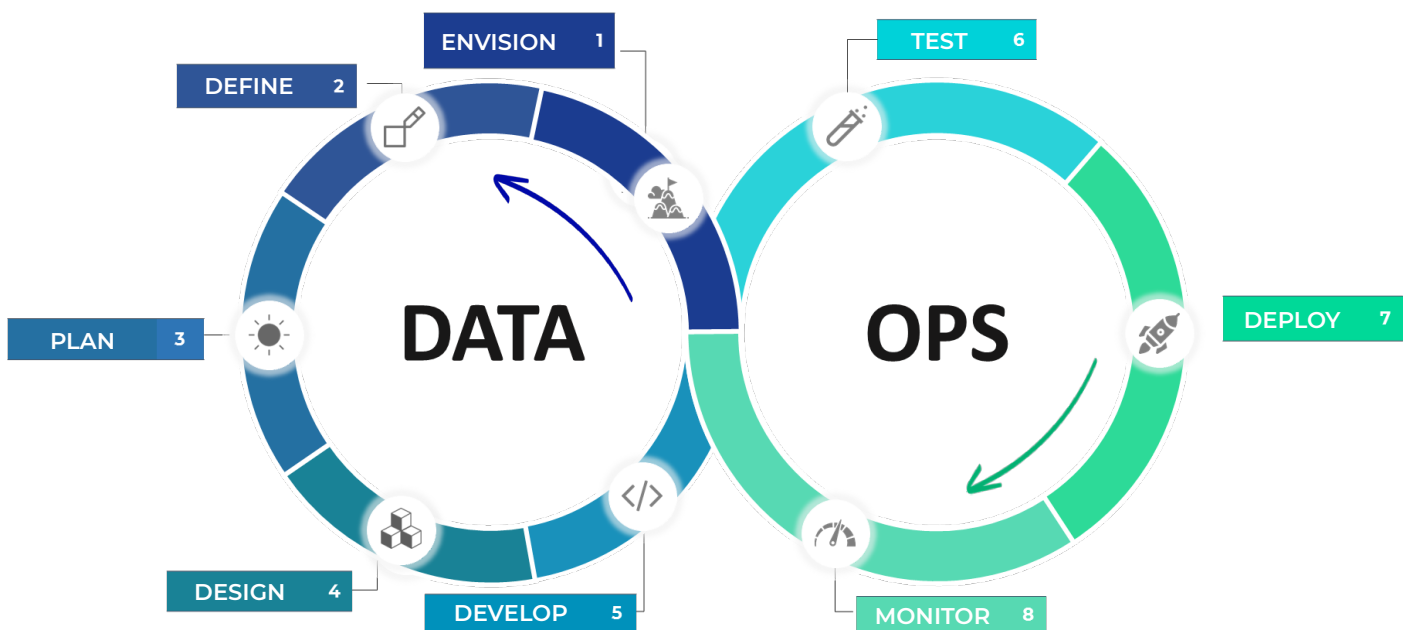 ENVISION 1
DEFINE 2
PLAN 3
DESIGN 4
DEVELOP 5
TEST 6
DEPLOY 7
MONITOR 8
DATA
OPS